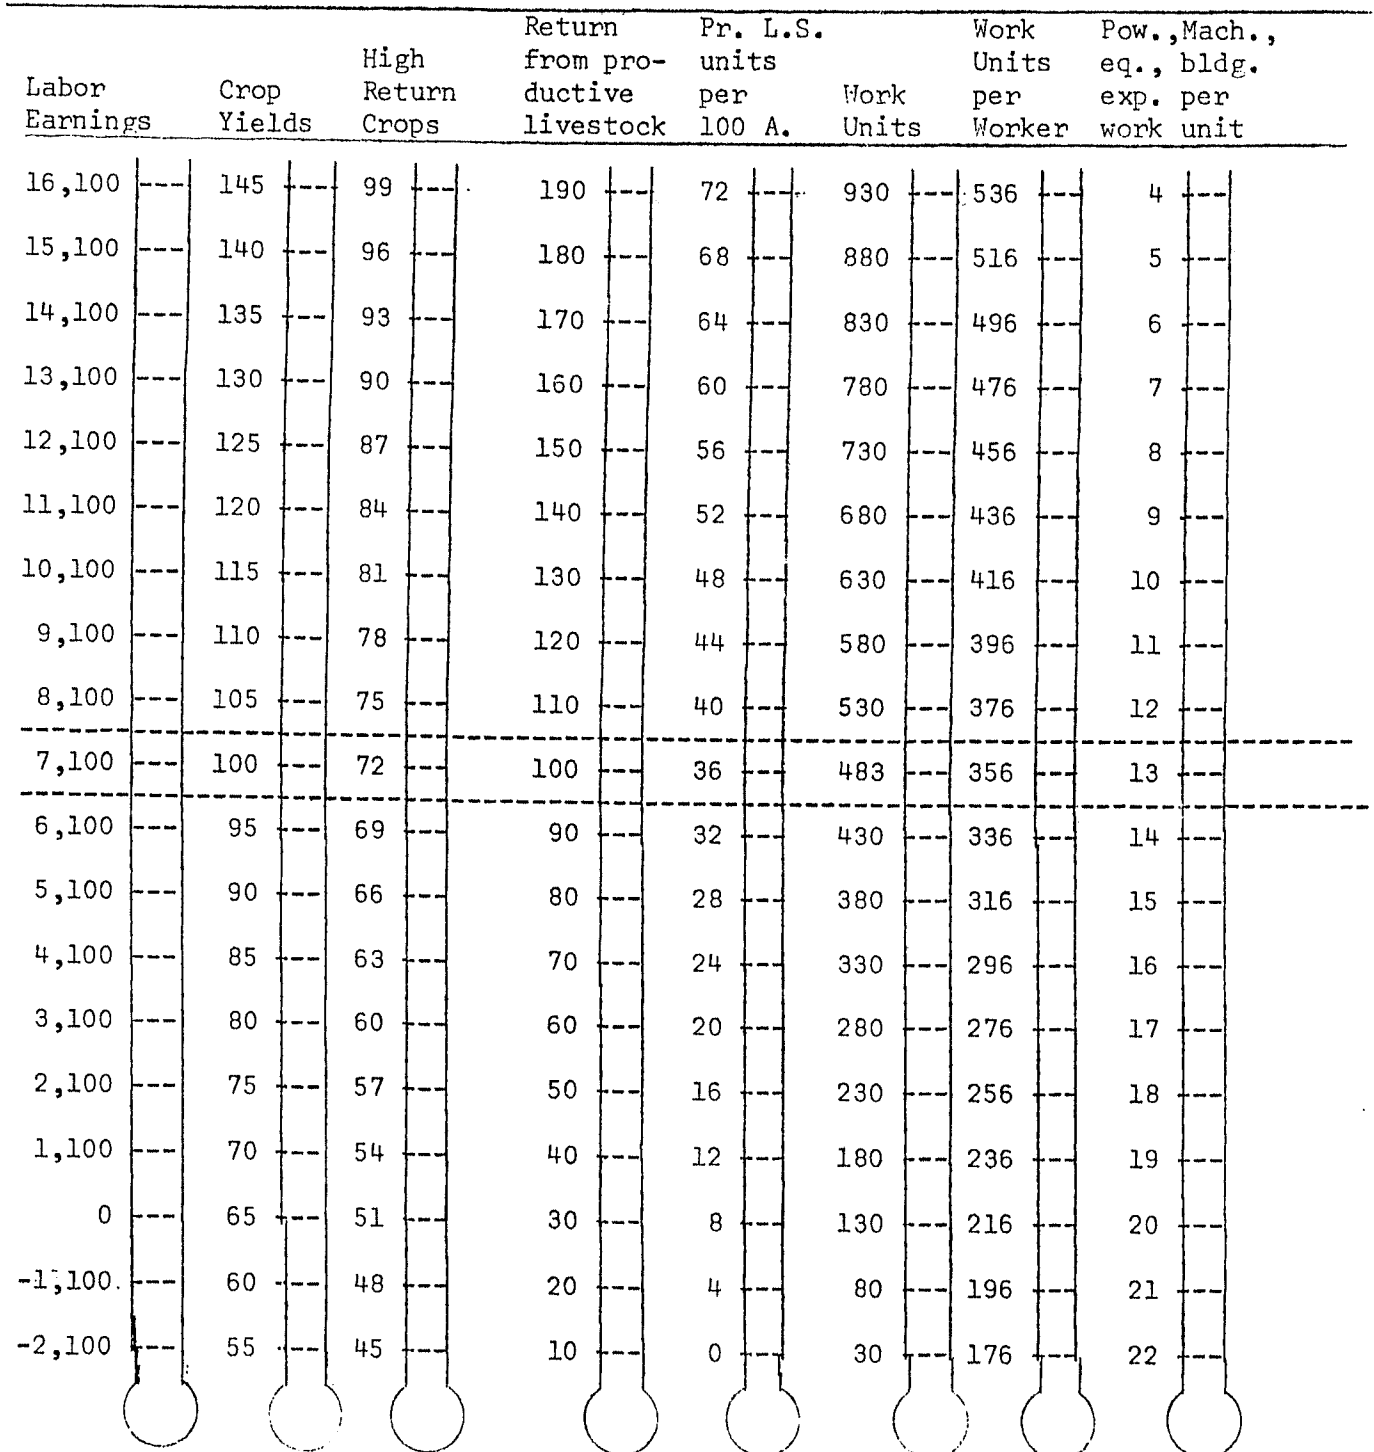 Return Pr. L.S. Work Pow.,Mach.,
High from pro- units Units eq., bldg.
Labor Crop Return ductive per Work per exp. per
Earnings Yields Crops livestock 100 A. Units Worker work unit
16,100 145 99 190 72 930 536 4
15,100 140 96 180 68 880 516 5
14,100 135 93 170 64 830 496 6
13,100 130 90 160 60 780 476 7
12,100 125 87 150 56 730 456 8
11,100 120 84 140 52 680 436 9
10,100 115 81 130 48 630 416 10
9,100 110 78 120 44 580 396 11
8,100 105 75 110 40 530 376 12
7,100 100 72 100 36 483 356 13
6,100 95 69 90 32 430 336 14
5,100 90 66 80 28 380 316 15
4,100 85 63 70 24 330 296 16
3,100 80 60 60 20 280 276 17
2,100 75 57 50 16 230 256 18
1,100 70 54 40 12 180 236 19
0 65 51 30 8 130 216 20
-1,100 60 48 20 4 80 196 21
-2,100 55 45 10 0 30 176 22